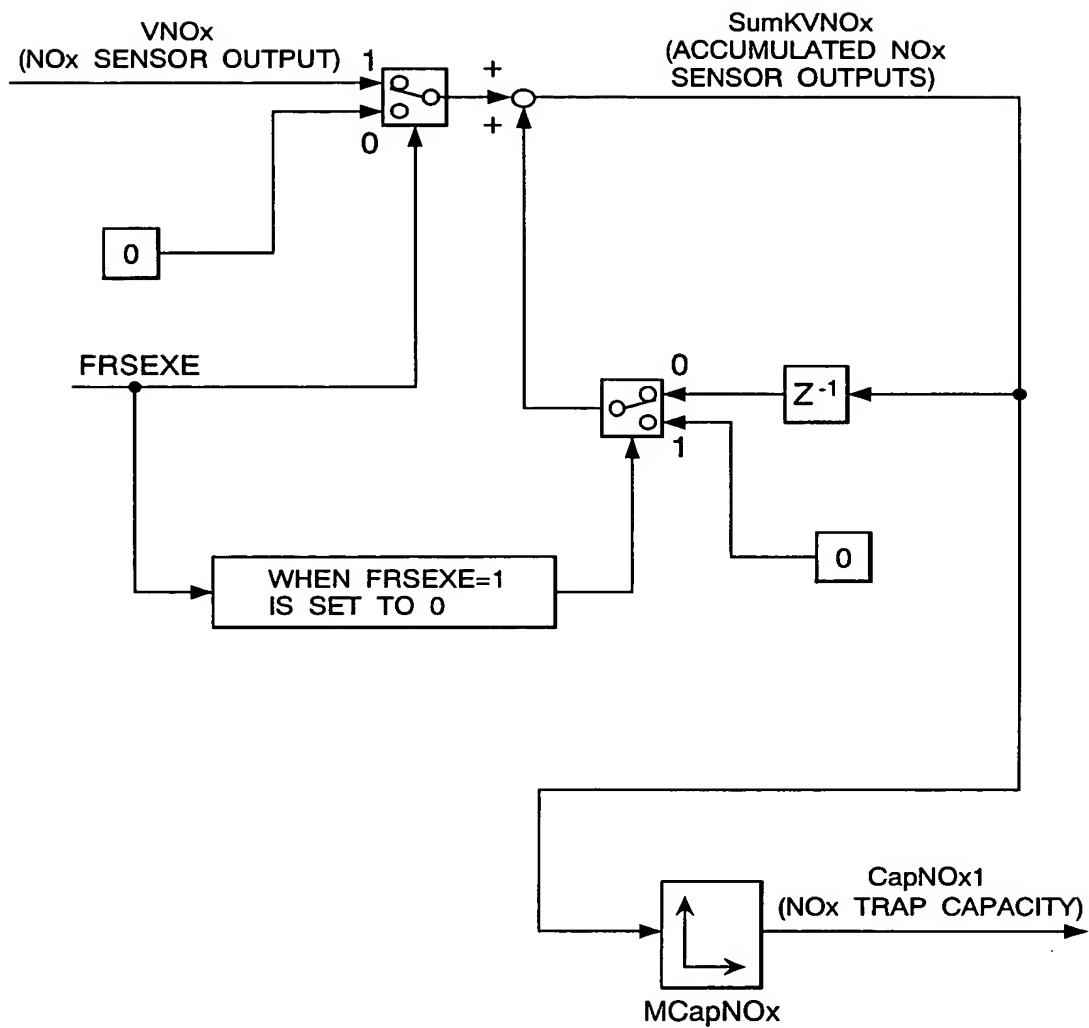 VNOx
(NOx SENSOR OUTPUT)
1
0
+
+
SumKVNOx
(ACCUMULATED NOx
SENSOR OUTPUTS)
0
FRSEXE
0
1
Z-1
0
WHEN FRSEXE=1
IS SET TO 0
CapNOx1
(NOx TRAP CAPACITY)
MCapNOx